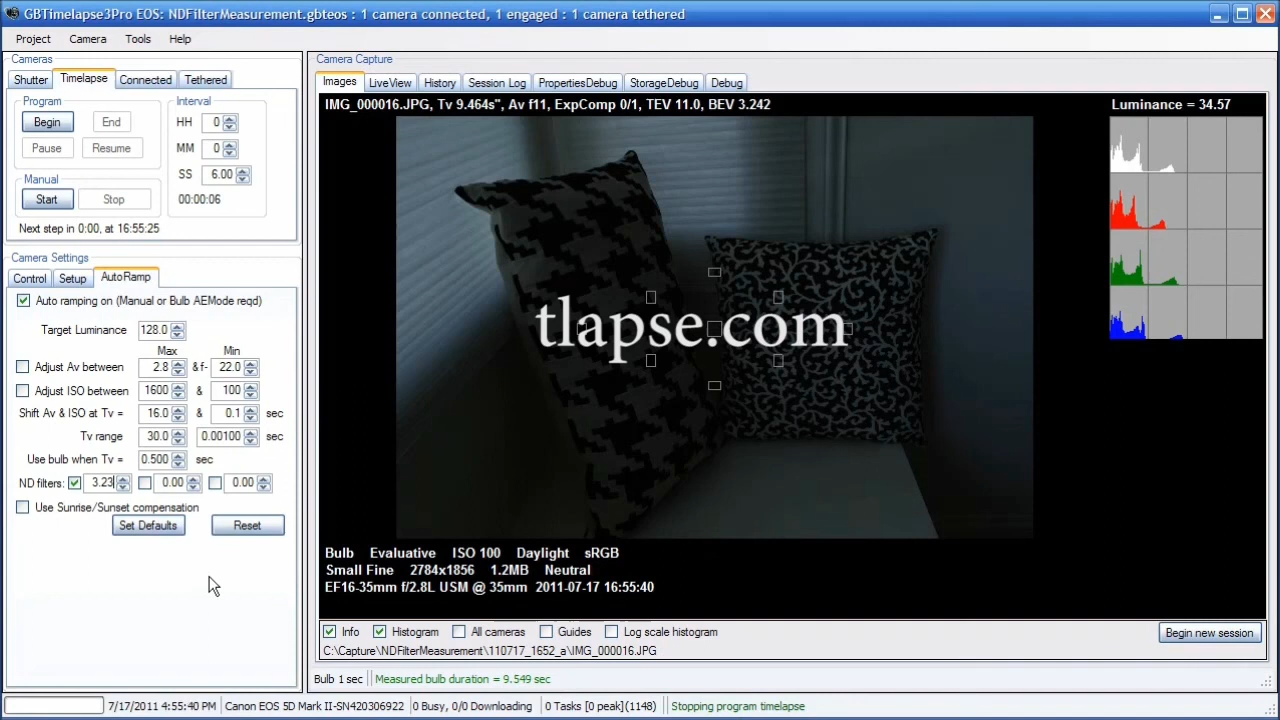 GBTimelapse3Pro EOS: NDFilterMeasurement.gbteos : 1 camera connected, 1 engaged : 1 camera tethered
Project Camera Tools Help
Cameras
Shutter Timelapse Connected Tethered
Program
Begin End
Pause Resume
Manual
Start Stop
Interval
HH 0
MM 0
SS 6.00
00:00:06
Next step in 0:00, at 16:55:25
Camera Settings
Control Setup AutoRamp
Auto ramping on (Manual or Bulb AEMode reqd)
Target Luminance 128.0
Max Min
Adjust Av between 2.8 & f- 22.0
Adjust ISO between 1600 & 100
Shift Av & ISO at Tv = 16.0 & 0.1 sec
Tv range 30.0 0.00100 sec
Use bulb when Tv = 0.500 sec
ND filters: 3.23 0.00 0.00
Use Sunrise/Sunset compensation
Set Defaults Reset
Camera Capture
Images LiveView History Session Log PropertiesDebug StorageDebug Debug
IMG_000016.JPG, Tv 9.464s", Av f11, ExpComp 0/1, TEV 11.0, BEV 3.242
Luminance = 34.57
tlapse.com
Bulb Evaluative ISO 100 Daylight sRGB
Small Fine 2784x1856 1.2MB Neutral
EF16-35mm f/2.8L USM @ 35mm 2011-07-17 16:55:40
Info Histogram All cameras Guides Log scale histogram
Begin new session
C:\Capture\NDFilterMeasurement\110717_1652_a\IMG_000016.JPG
Bulb 1 sec Measured bulb duration = 9.549 sec
7/17/2011 4:55:40 PM Canon EOS 5D Mark II-SN420306922 0 Busy, 0/0 Downloading 0 Tasks [0 peak](1148) Stopping program timelapse